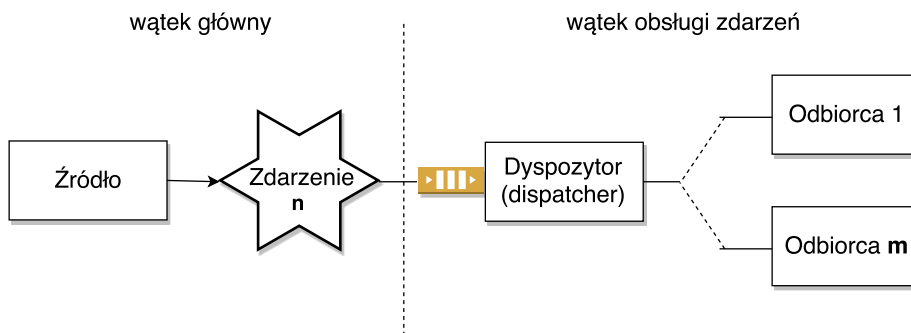 wątek główny
wątek obsługi zdarzeń
Źródło
Zdarzenie
n
Dyspozytor
(dispatcher)
Odbiorca 1
Odbiorca m